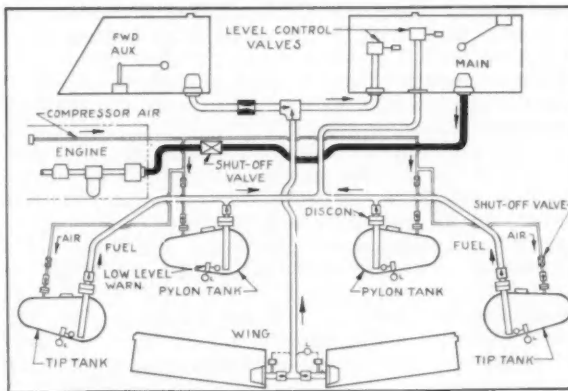 FWD
AUX
LEVEL CONTROL
VALVES
MAIN
COMPRESSOR AIR
ENGINE
SHUT-OFF
VALVE
SHUT-OFF VALVE
DISCON.
AIR
FUEL
FUEL
AIR
LOW LEVEL
WARN.
PYLON TANK
PYLON TANK
WING
TIP TANK
TIP TANK